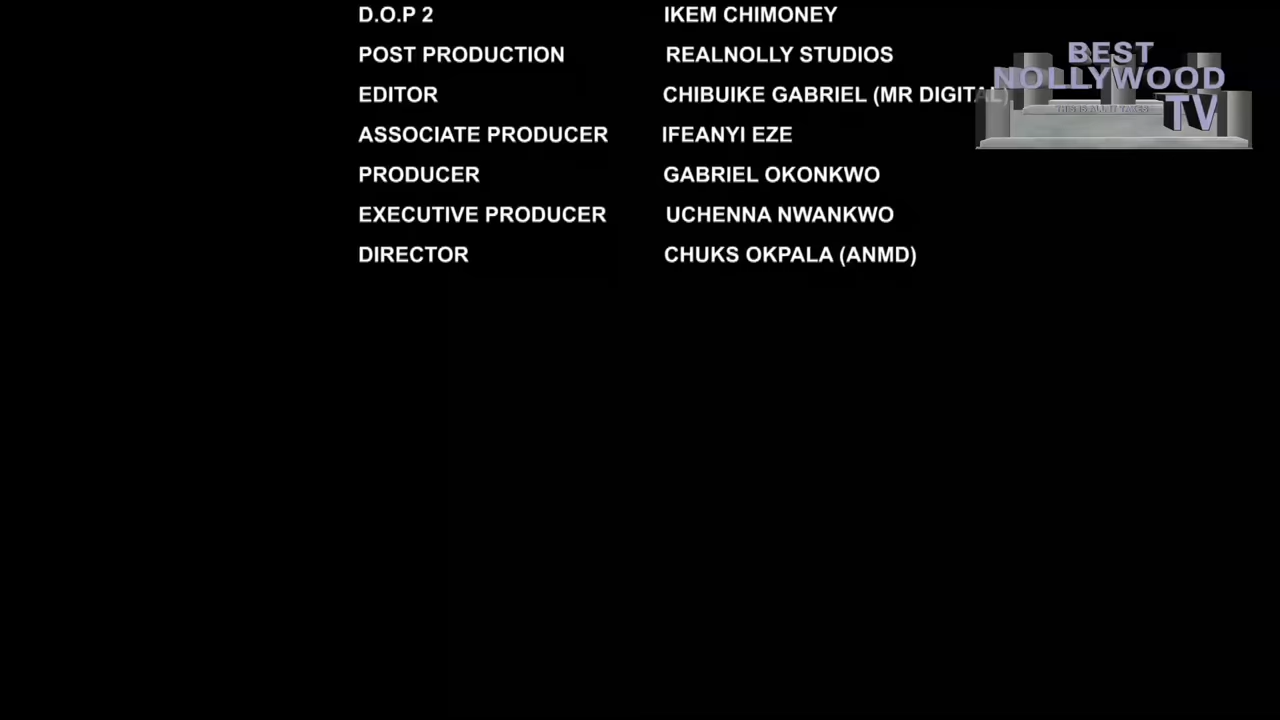 D.O.P 2 IKEM CHIMONEY
POST PRODUCTION REALNOLLY STUDIOS
EDITOR CHIBUIKE GABRIEL (MR DIGITAL)
ASSOCIATE PRODUCER IFEANYI EZE
PRODUCER GABRIEL OKONKWO
EXECUTIVE PRODUCER UCHENNA NWANKWO
DIRECTOR CHUKS OKPALA (ANMD)
BEST
NOLLYWOOD
TV